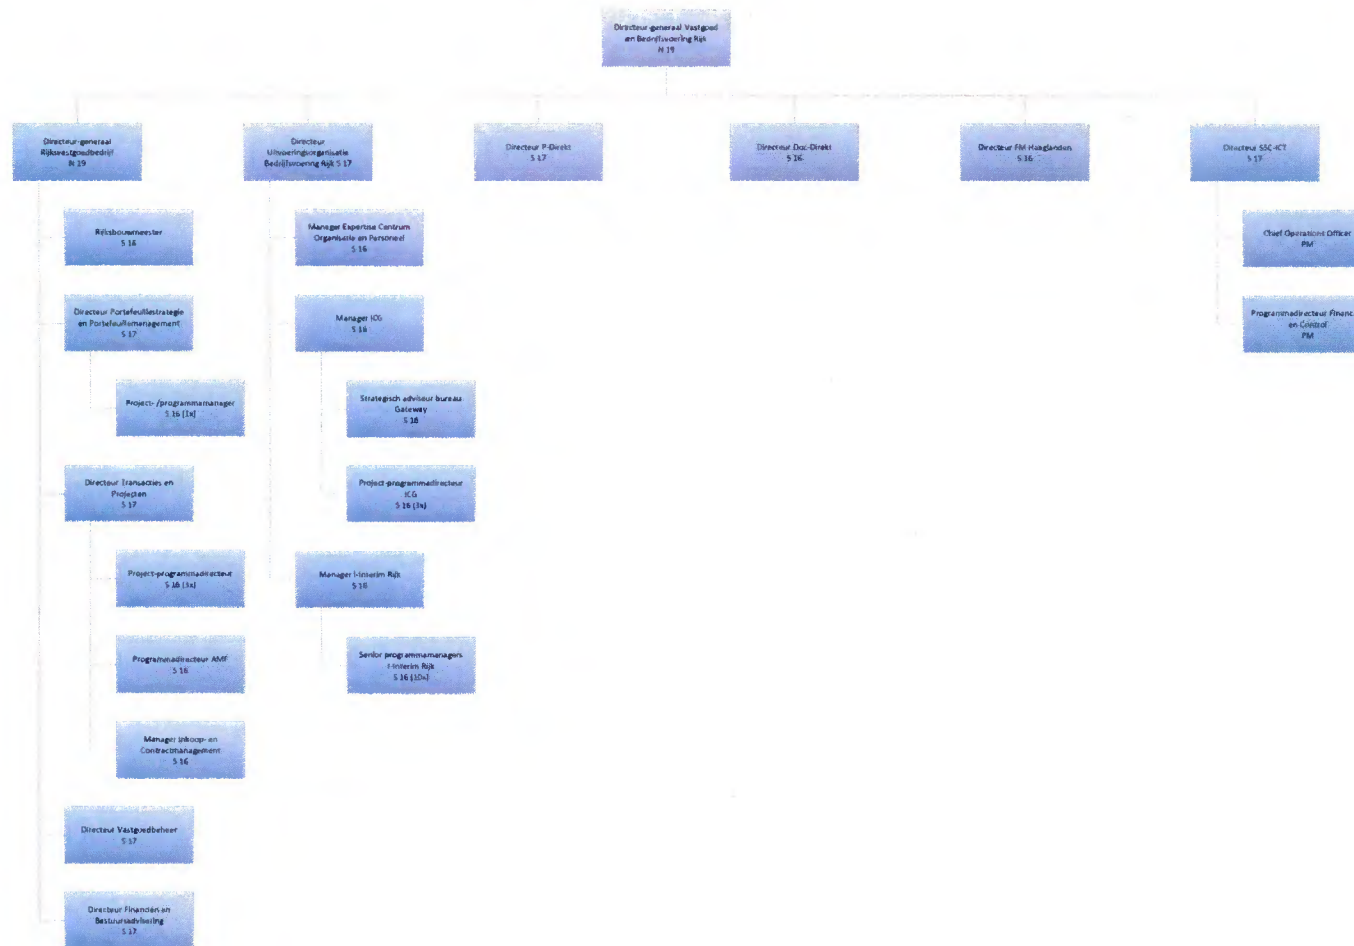 Directeur-generaal Vastgoed
en Bedrijfsvoering Rijk
N 19
Directeur-generaal
Rijksvastgoedbedrijf
N 19
Directeur
Uitvoeringsorganisatie
Bedrijfsvoering Rijk S 17
Directeur P-Direkt
S 17
Directeur Doc-Direkt
S 16
Directeur FM Haaglanden
S 16
Directeur SSC-ICT
S 17
Rijksbouwmeester
S 16
Directeur Portefeuillestrategie
en Portefeuillemanagement
S 17
Project- /programmamanager
S 16 (1x)
Directeur Transacties en
Projecten
S 17
Project-programmadirecteur
S 16 (3x)
Programmadirecteur AMF
S 16
Manager Inkoop- en
Contractmanagement
S 16
Directeur Vastgoedbeheer
S 17
Directeur Financiën en
Bestuursadvisering
S 17
Manager Expertise Centrum
Organisatie en Personeel
S 16
Manager ICG
S 16
Strategisch adviseur bureau
Gateway
S 16
Project-programmadirecteur
ICG
S 16 (3x)
Manager I-Interim Rijk
S 16
Senior programmamanagers
I-Interim Rijk
S 16 (10x)
Chief Operations Officer
PM
Programmadirecteur Financ
en Control
PM